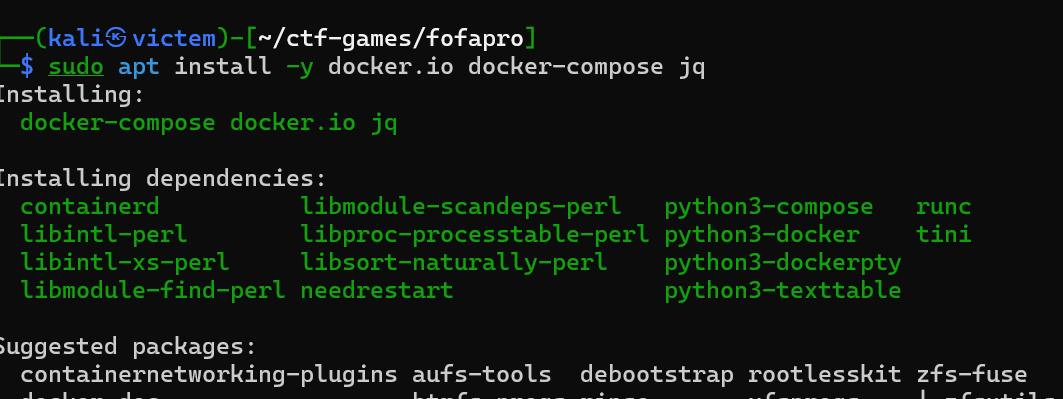 ┌──(kali㉿victem)-[~/ctf-games/fofapro]
└─$ sudo apt install -y docker.io docker-compose jq
Installing:
docker-compose docker.io jq
Installing dependencies:
containerd libmodule-scandeps-perl python3-compose runc
libintl-perl libproc-processtable-perl python3-docker tini
libintl-xs-perl libsort-naturally-perl python3-dockerpty
libmodule-find-perl needrestart python3-texttable
Suggested packages:
containernetworking-plugins aufs-tools debootstrap rootlesskit zfs-fuse